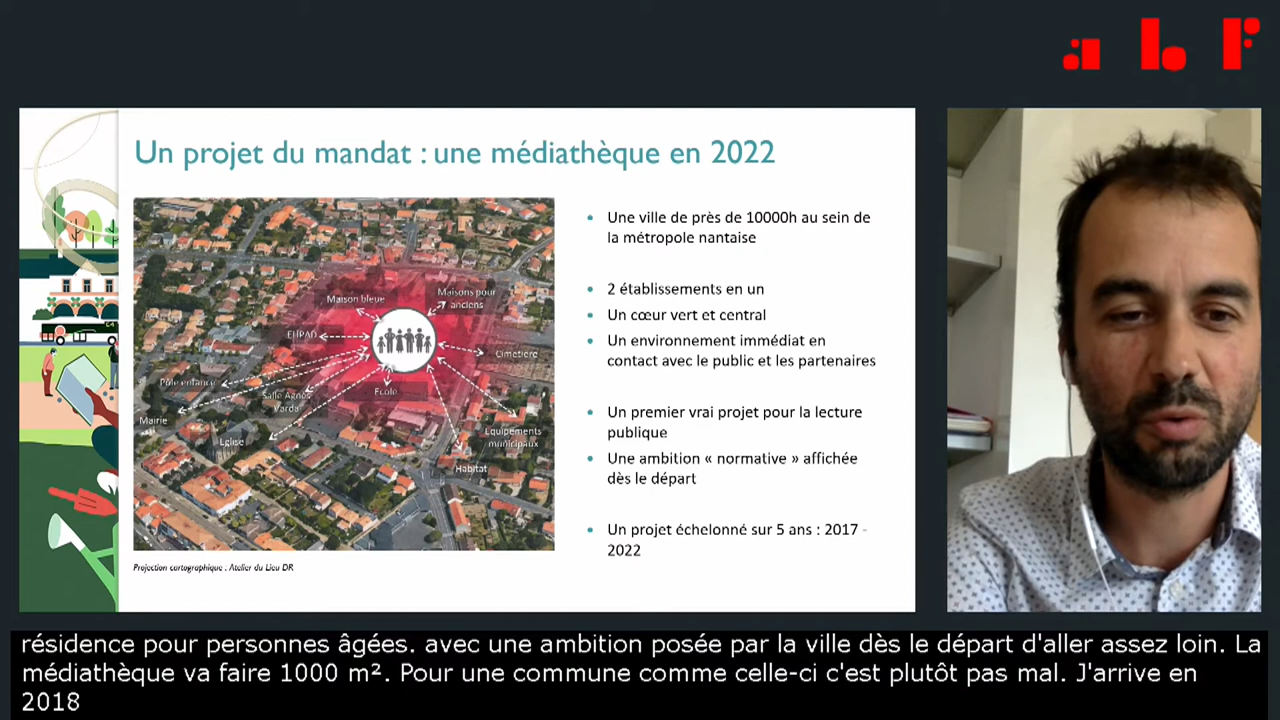 abf
Un projet du mandat : une médiathèque en 2022
Maison bleue
Maisons pour
anciens
EHPAD
Cimetière
Pôle enfance
Ecole
Salle Agnès
Varda
Mairie
Eglise
Equipements
municipaux
Habitat
Projection cartographique : Atelier du Lieu DR
• Une ville de près de 10000h au sein de
la métropole nantaise
• 2 établissements en un
• Un cœur vert et central
• Un environnement immédiat en
contact avec le public et les partenaires
• Un premier vrai projet pour la lecture
publique
• Une ambition « normative » affichée
dès le départ
• Un projet échelonné sur 5 ans : 2017 -
2022
résidence pour personnes âgées. avec une ambition posée par la ville dès le départ d'aller assez loin. La
médiathèque va faire 1000 m². Pour une commune comme celle-ci c'est plutôt pas mal. J'arrive en
2018